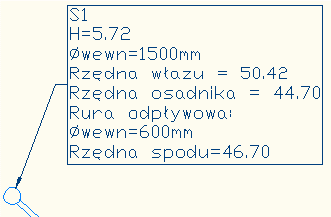 S1
H=5.72
Øwewn=1500mm
Rzędna włazu = 50.42
Rzędna osadnika = 44.70
Rura odpływowa:
Øwewn=600mm
Rzędna spodu=46.70